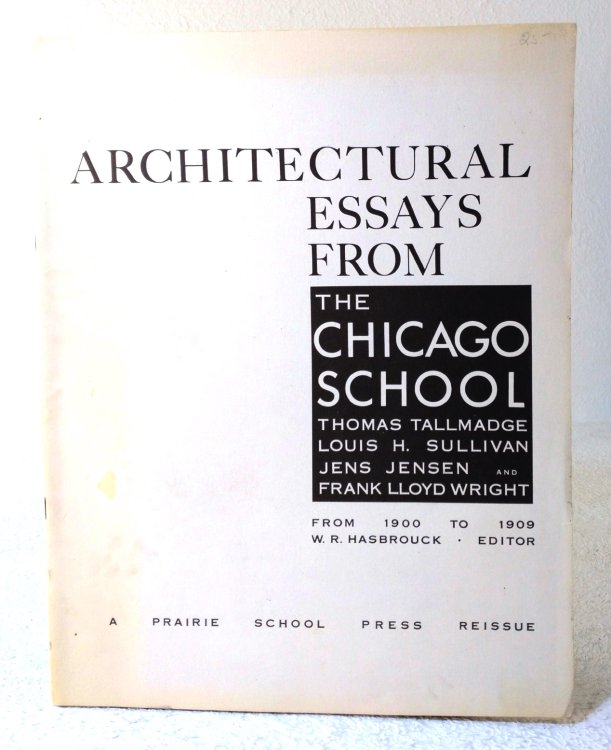 25-
ARCHITECTURAL
ESSAYS
FROM
THE
CHICAGO
SCHOOL
THOMAS TALLMADGE
LOUIS H. SULLIVAN
JENS JENSEN AND
FRANK LLOYD WRIGHT
FROM 1900 TO 1909
W. R. HASBROUCK · EDITOR
A PRAIRIE SCHOOL PRESS REISSUE